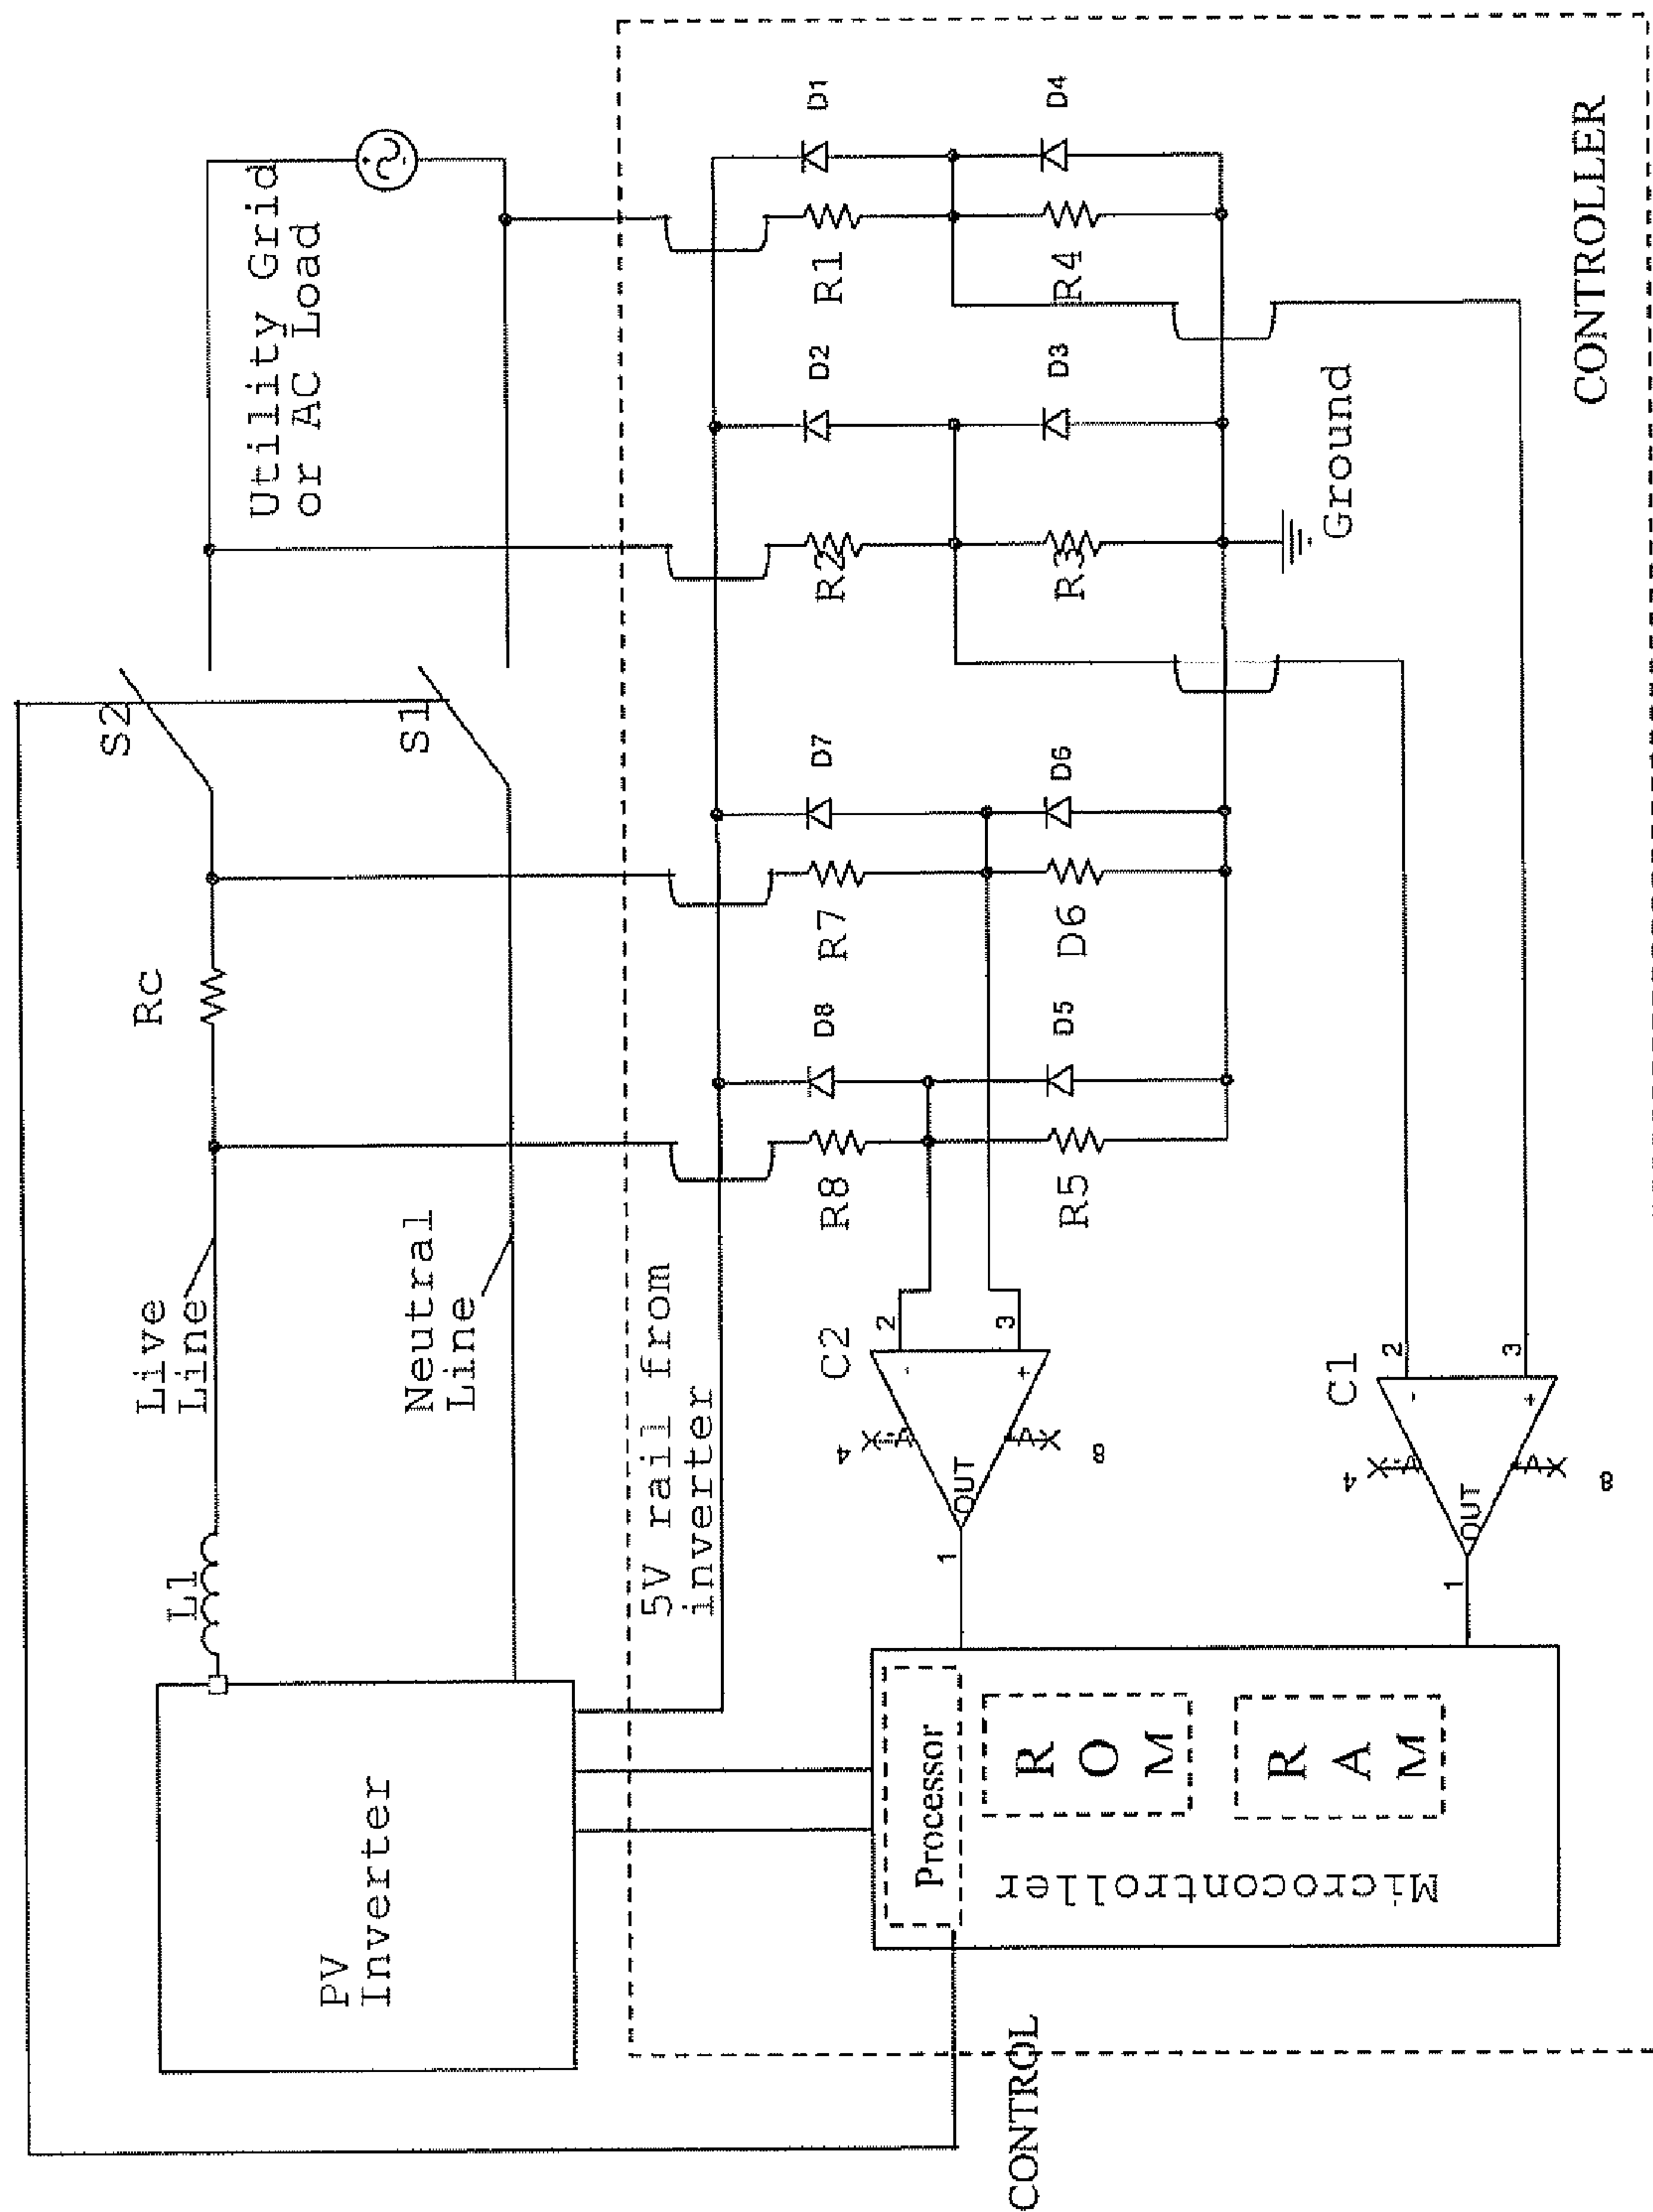 S2
Rc
Live
Line
L1
Utility Grid
or AC Load
PV
Inverter
S1
Neutral
Line
5V rail from
inverter
R8
D8
R7
D7
R2
D2
R1
D1
C2
4
2
-
+
3
8
OUT
1
R5
D5
D6
D6
R3
D3
R4
D4
Processor
ROM
RAM
Microcontroller
CONTROL
Ground
C1
4
2
-
+
3
8
OUT
1
CONTROLLER